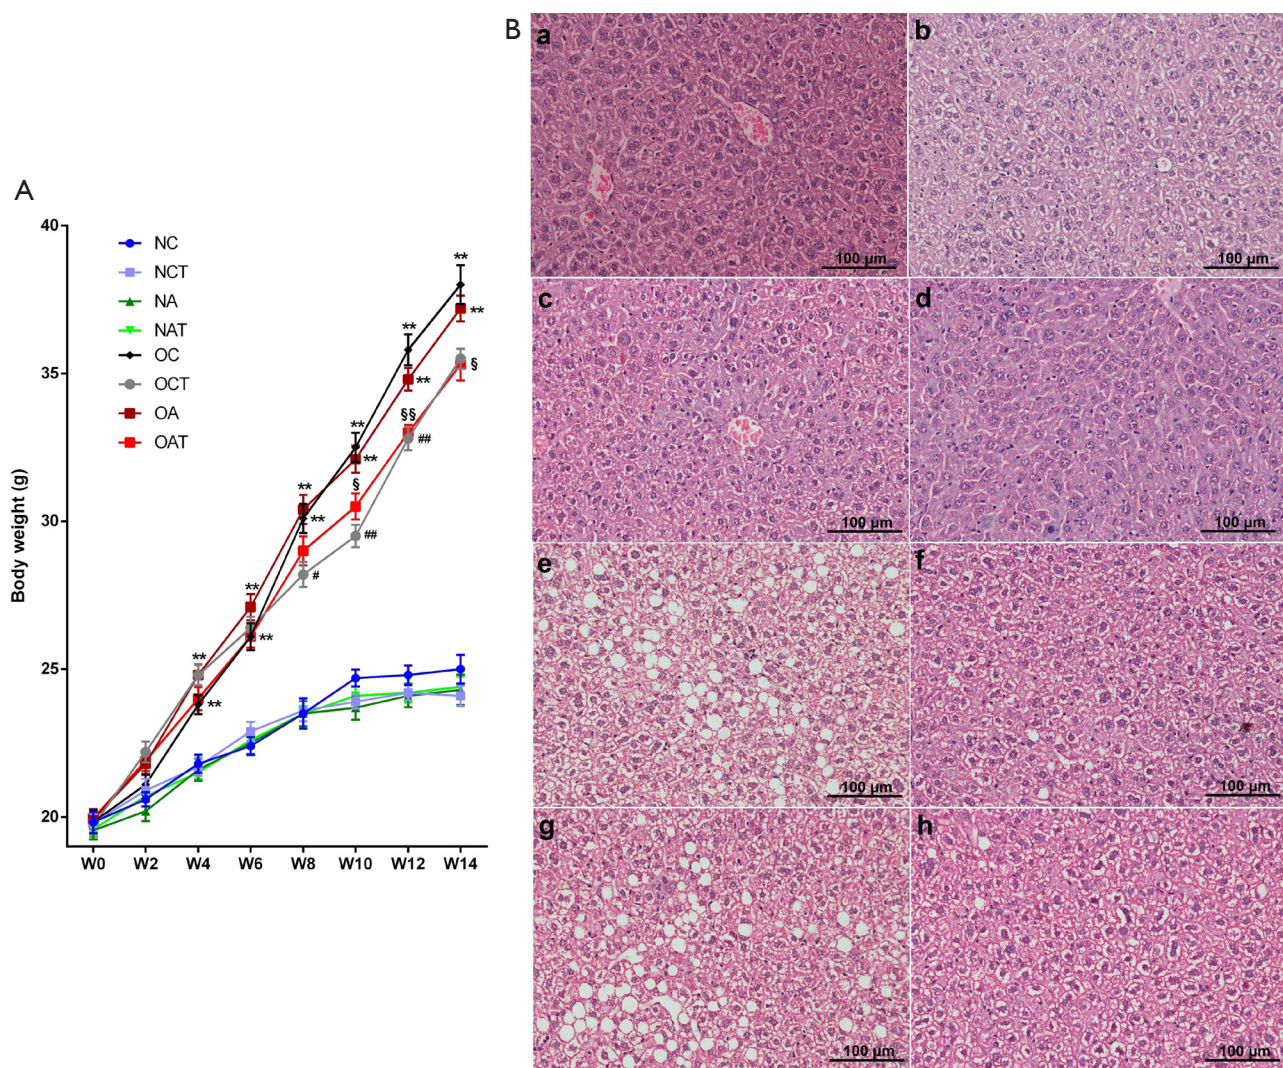 A
40
35
30
25
20
Body weight (g)
NC
NCT
NA
NAT
OC
OCT
OA
OAT
**
**
**
**
§
**
§§
##
**
**
§
##
**
**
#
**
**
**
**
W0 W2 W4 W6 W8 W10 W12 W14
B
a
100 µm
b
100 µm
c
100 µm
d
100 µm
e
100 µm
f
100 µm
g
100 µm
h
100 µm